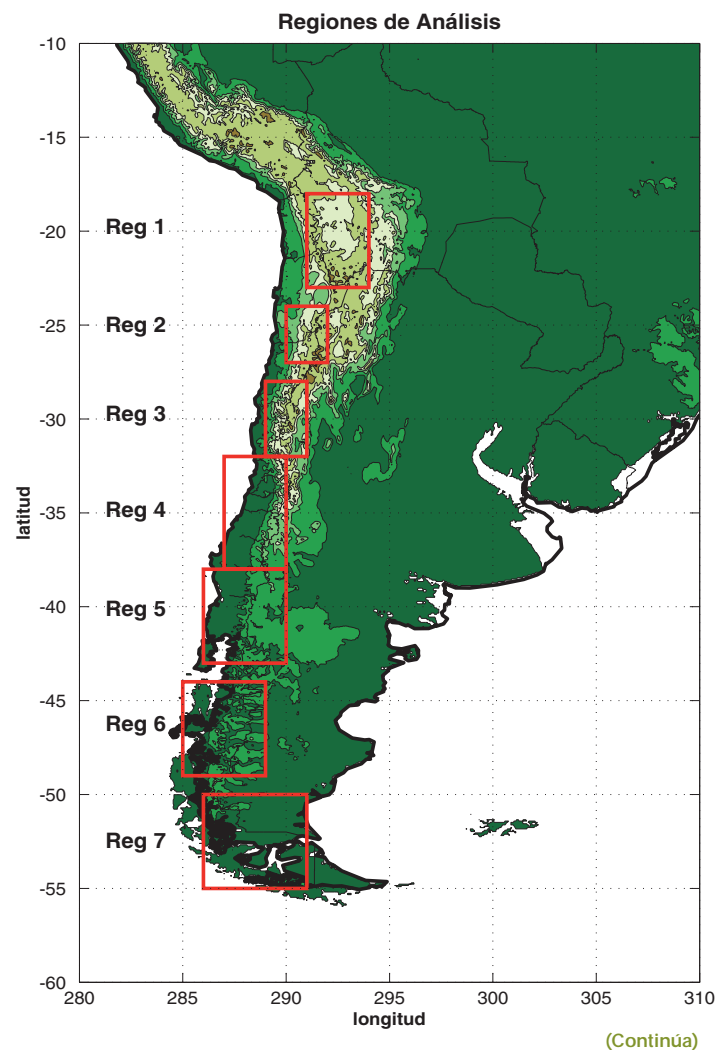 Regiones de Análisis
-10
-15
-20
-25
-30
-35
-40
-45
-50
-55
-60
latitud
Reg 1
Reg 2
Reg 3
Reg 4
Reg 5
Reg 6
Reg 7
280
285
290
295
300
305
310
longitud
(Continúa)